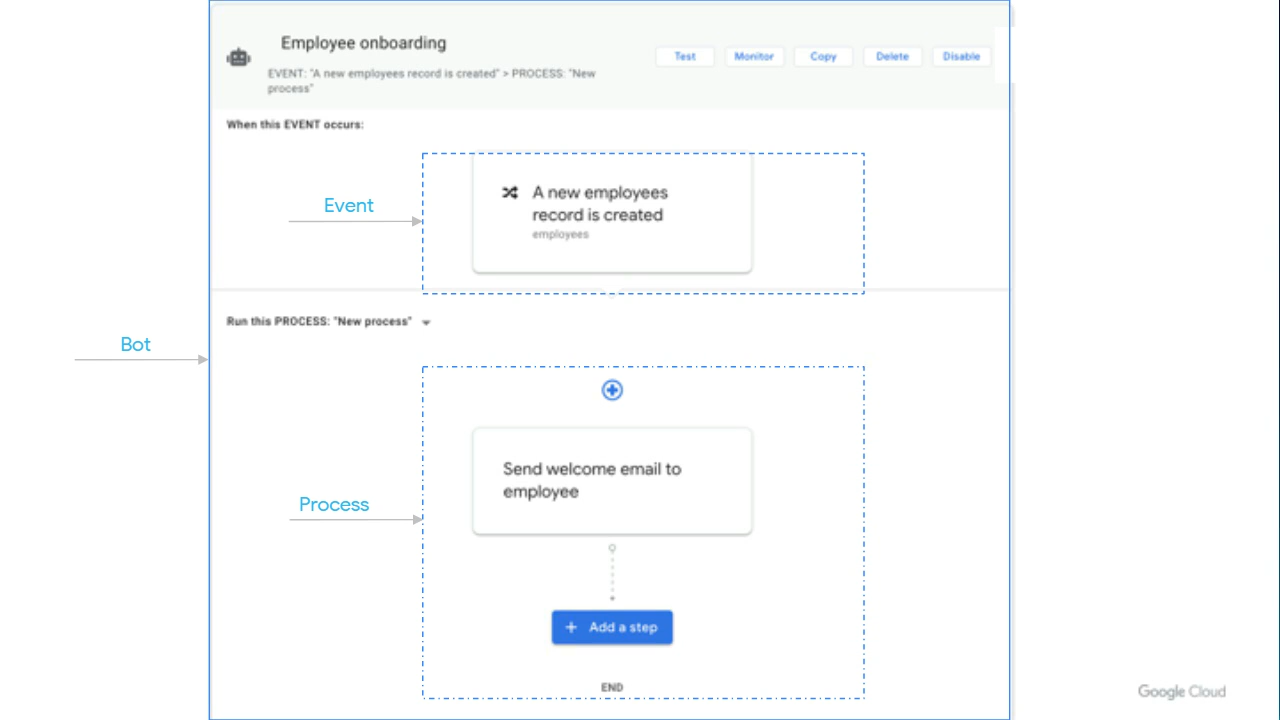 Employee onboarding
EVENT: "A new employees record is created" > PROCESS: "New
process"
Test
Monitor
Copy
Delete
Disable
When this EVENT occurs:
Event
A new employees
record is created
employees
Run this PROCESS: "New process"
Bot
Send welcome email to
employee
Process
+ Add a step
END
Google Cloud